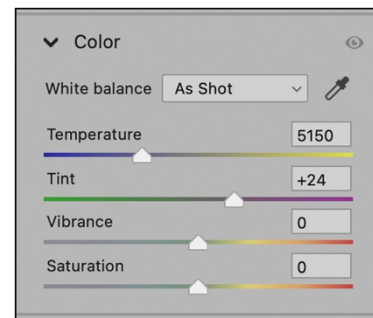 Color
White balance As Shot
Temperature 5150
Tint +24
Vibrance 0
Saturation 0